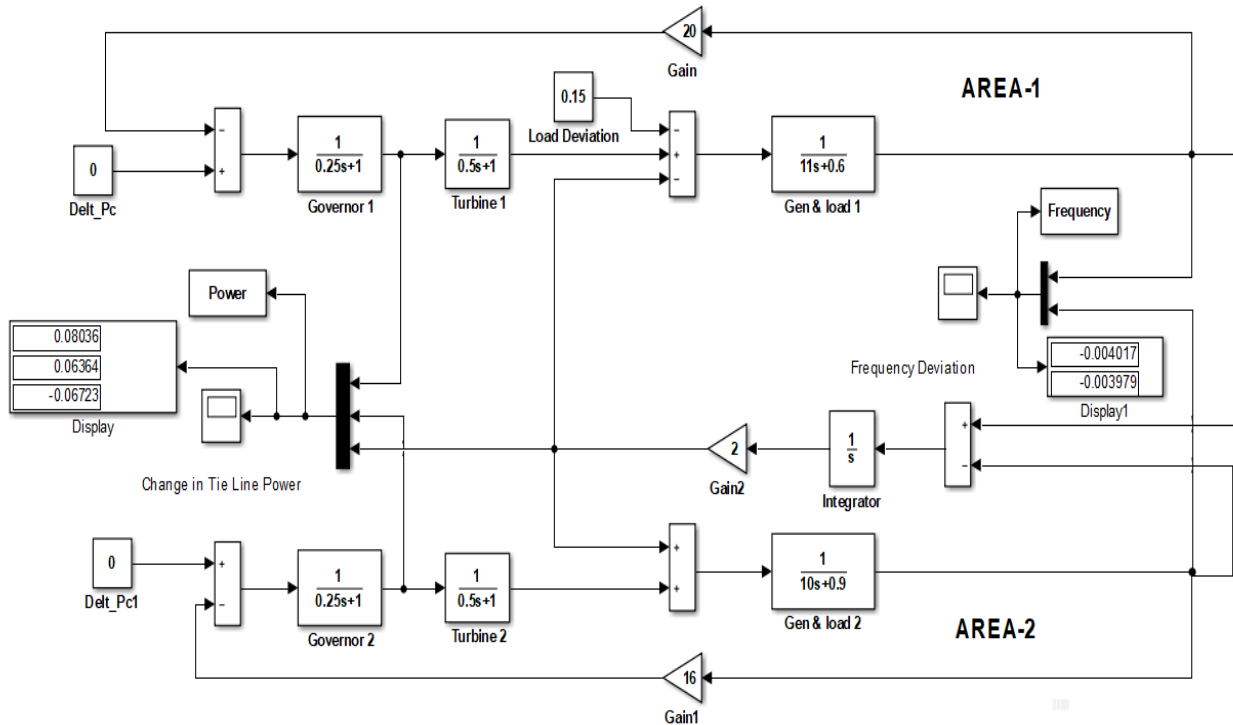 20
Gain
AREA-1
0.15
Load Deviation
−
+
0
Delt_Pc
1
0.25s+1
Governor 1
1
0.5s+1
Turbine 1
−
+
−
1
11s+0.6
Gen & load 1
Frequency
Power
0.08036
0.06364
-0.06723
Display
Change in Tie Line Power
Frequency Deviation
-0.004017
-0.003979
Display1
2
Gain2
1
s
Integrator
+
−
0
Delt_Pc1
+
−
1
0.25s+1
Governor 2
1
0.5s+1
Turbine 2
+
+
1
10s+0.9
Gen & load 2
AREA-2
16
Gain1